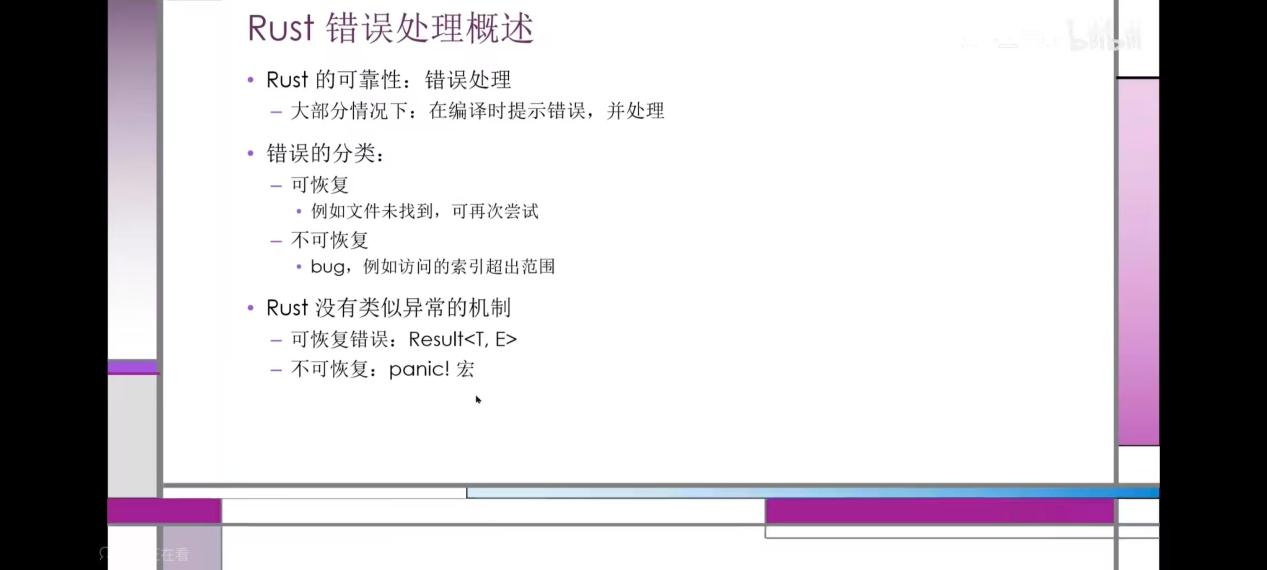 Rust 错误处理概述
• Rust 的可靠性：错误处理
– 大部分情况下：在编译时提示错误，并处理
• 错误的分类：
– 可恢复
• 例如文件未找到，可再次尝试
– 不可恢复
• bug，例如访问的索引超出范围
• Rust 没有类似异常的机制
– 可恢复错误：Result<T, E>
– 不可恢复：panic! 宏
正在看